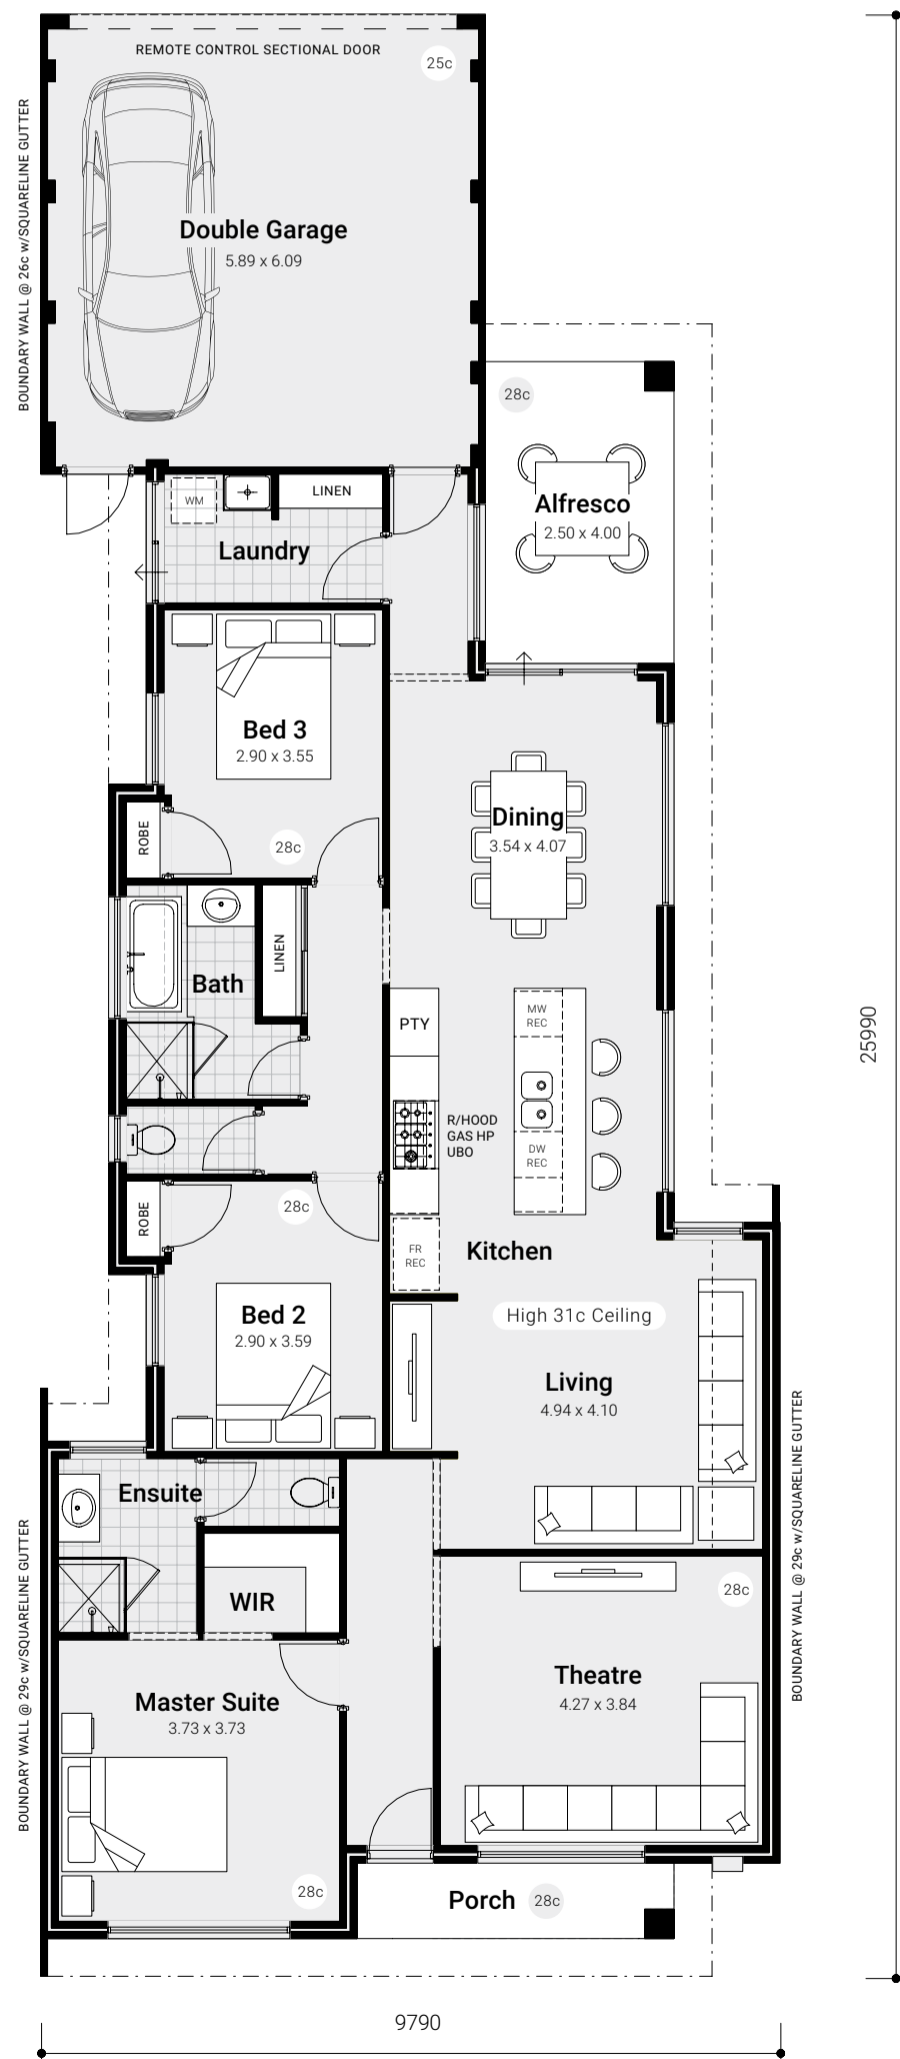 REMOTE CONTROL SECTIONAL DOOR
25c
BOUNDARY WALL @ 26c w/SQUARELINE GUTTER
Double Garage
5.89 x 6.09
28c
Alfresco
2.50 x 4.00
WM
LINEN
Laundry
Bed 3
2.90 x 3.55
ROBE
28c
Dining
3.54 x 4.07
LINEN
Bath
PTY
MW
REC
25990
R/HOOD
GAS HP
UBO
DW
REC
ROBE
28c
FR
REC
Kitchen
High 31c Ceiling
Bed 2
2.90 x 3.59
Living
4.94 x 4.10
BOUNDARY WALL @ 29c w/SQUARELINE GUTTER
Ensuite
WIR
28c
BOUNDARY WALL @ 29c w/SQUARELINE GUTTER
Theatre
4.27 x 3.84
Master Suite
3.73 x 3.73
28c
Porch
28c
9790